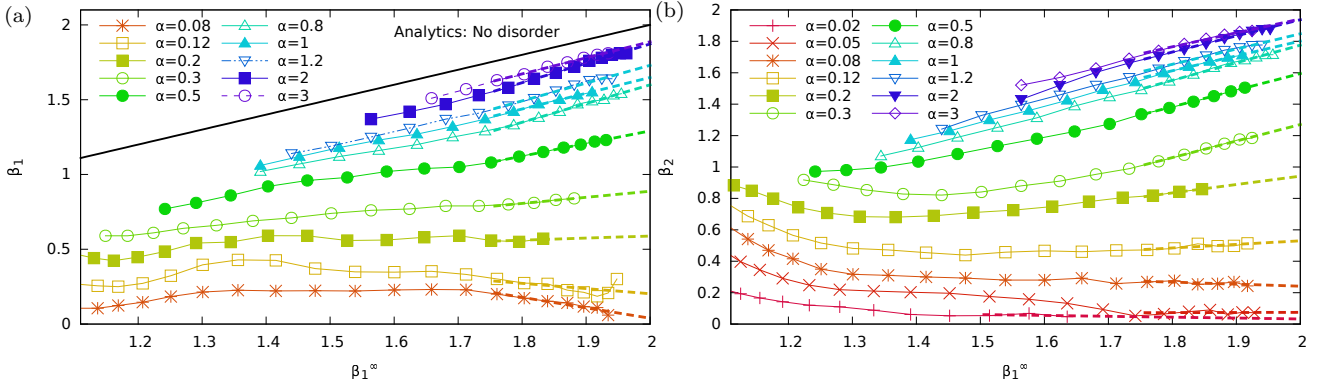 (a)
β1
2
1.5
1
0.5
0
α=0.08
α=0.12
α=0.2
α=0.3
α=0.5
α=0.8
α=1
α=1.2
α=2
α=3
Analytics: No disorder
1.2 1.3 1.4 1.5 1.6 1.7 1.8 1.9 2
β1∞
b)
β2
2
1.8
1.6
1.4
1.2
1
0.8
0.6
0.4
0.2
0
α=0.02
α=0.05
α=0.08
α=0.12
α=0.2
α=0.3
α=0.5
α=0.8
α=1
α=1.2
α=2
α=3
1.2 1.3 1.4 1.5 1.6 1.7 1.8 1.9 2
β1∞